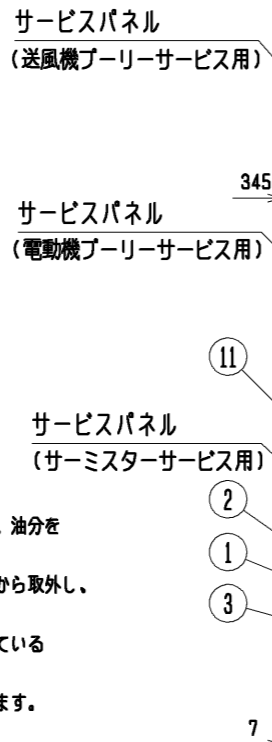 サービスパネル
(送風機プーリーサービス用)
345
サービスパネル
(電動機プーリーサービス用)
11
サービスパネル
(サーミスターサービス用)
2
油分を
1
から取外し、
3
ている
ます。
7